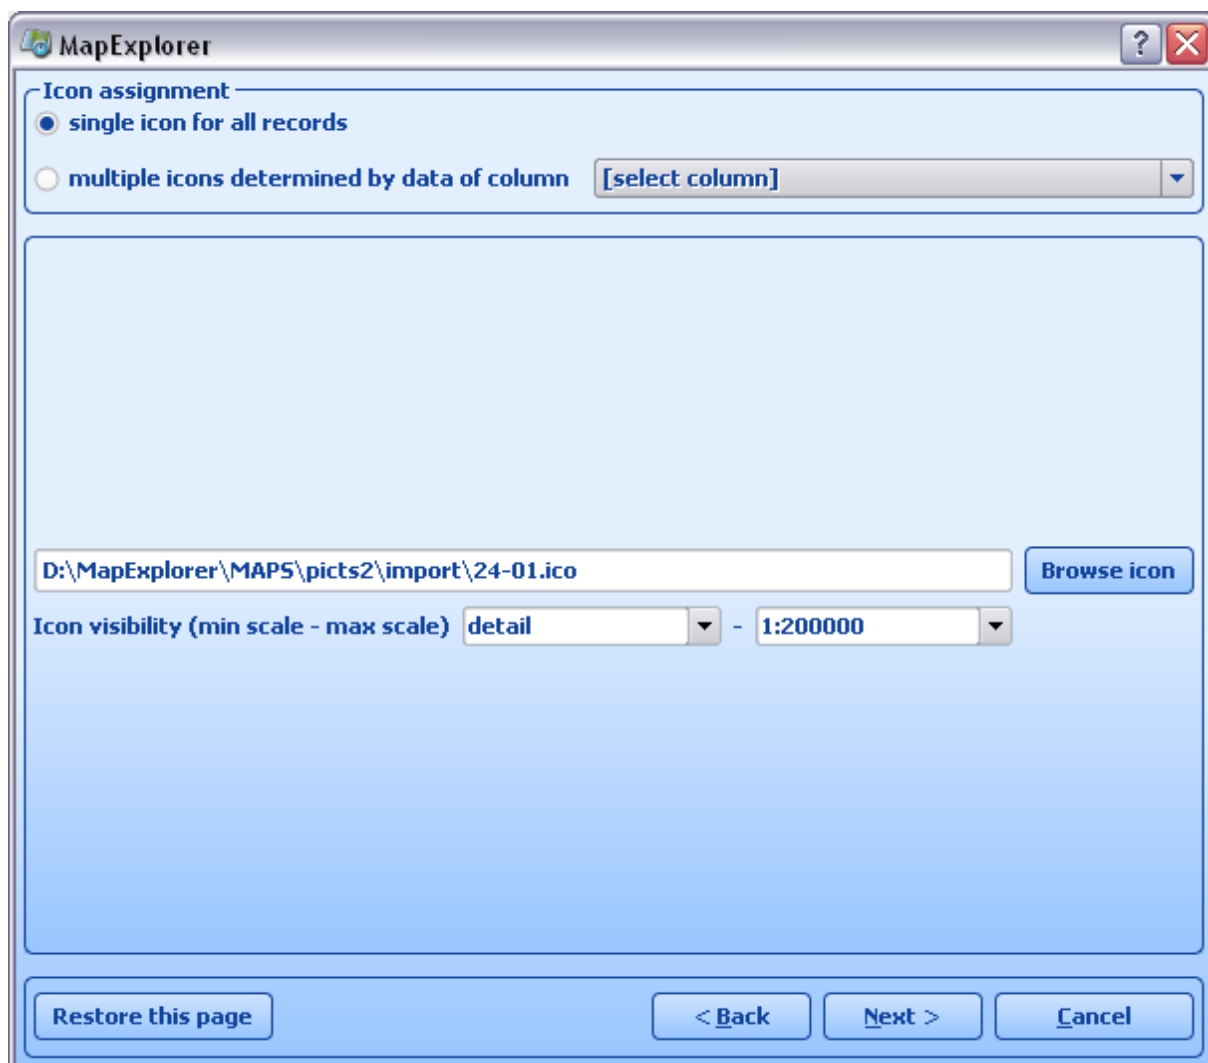 MapExplorer
?
Icon assignment
single icon for all records
multiple icons determined by data of column [select column]
D:\MapExplorer\MAPS\picts2\import\24-01.ico Browse icon
Icon visibility (min scale - max scale) detail - 1:200000
Restore this page < Back Next > Cancel